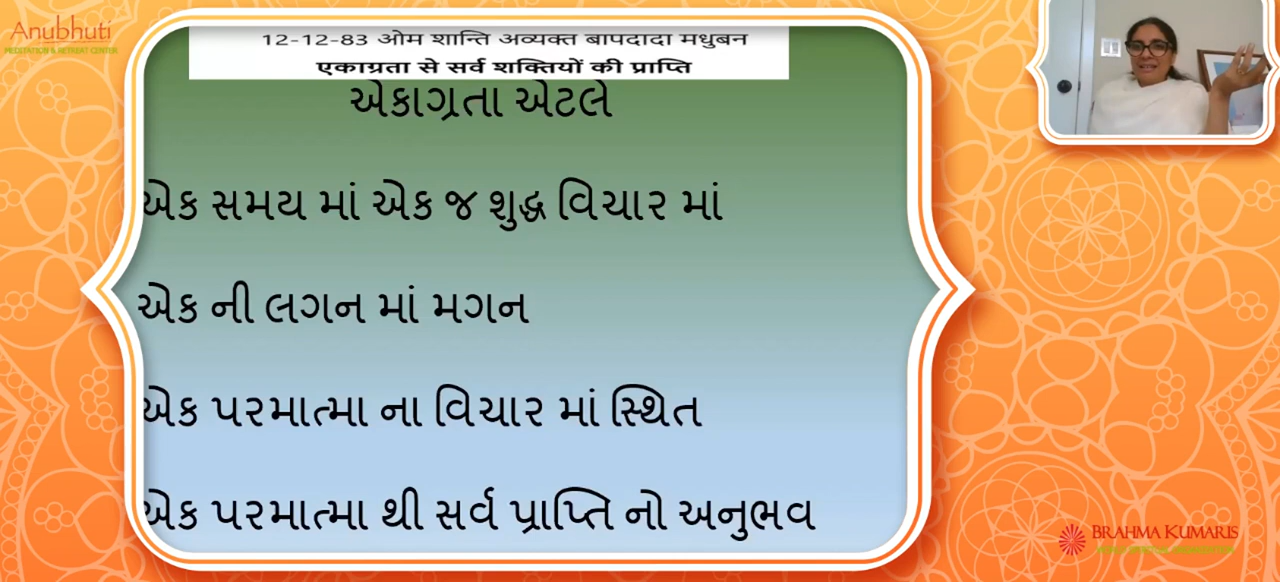 Anubhuti
MEDITATION & RETREAT CENTER
12-12-83 ओम शान्ति अव्यक्त बापदादा मधुबन
एकाग्रता से सर्व शक्तियों की प्राप्ति
એકાગ્રતા એટલે
એક સમય માં એક જ શુદ્ધ વિચાર માં
એક ની લગન માં મગન
એક પરમાત્મા ના વિચાર માં સ્થિત
એક પરમાત્મા થી સર્વ પ્રાપ્તિ નો અનુભવ
BRAHMA KUMARIS